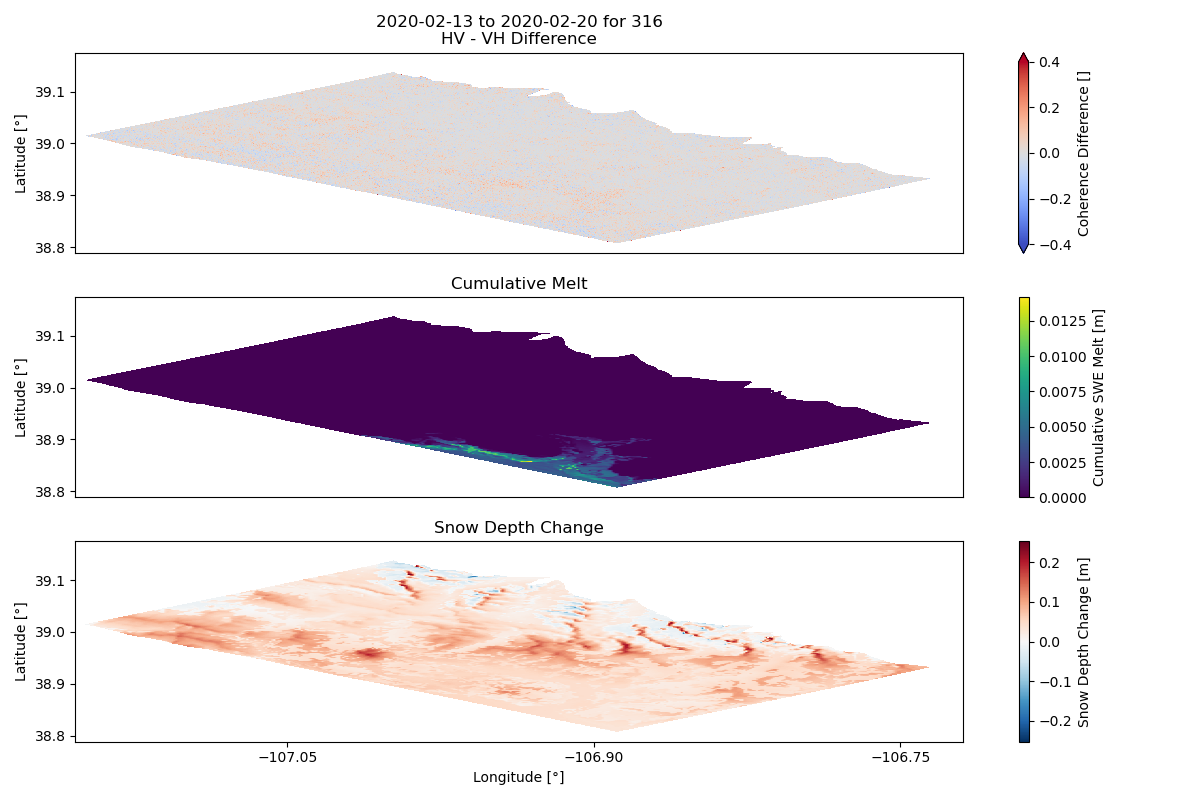 2020-02-13 to 2020-02-20 for 316
HV - VH Difference
39.1
39.0
38.9
38.8
Latitude [°]
0.4
0.2
0.0
−0.2
−0.4
Coherence Difference []
Cumulative Melt
39.1
39.0
38.9
38.8
Latitude [°]
0.0125
0.0100
0.0075
0.0050
0.0025
0.0000
Cumulative SWE Melt [m]
Snow Depth Change
39.1
39.0
38.9
38.8
Latitude [°]
0.2
0.1
0.0
−0.1
−0.2
Snow Depth Change [m]
−107.05 −106.90 −106.75
Longitude [°]